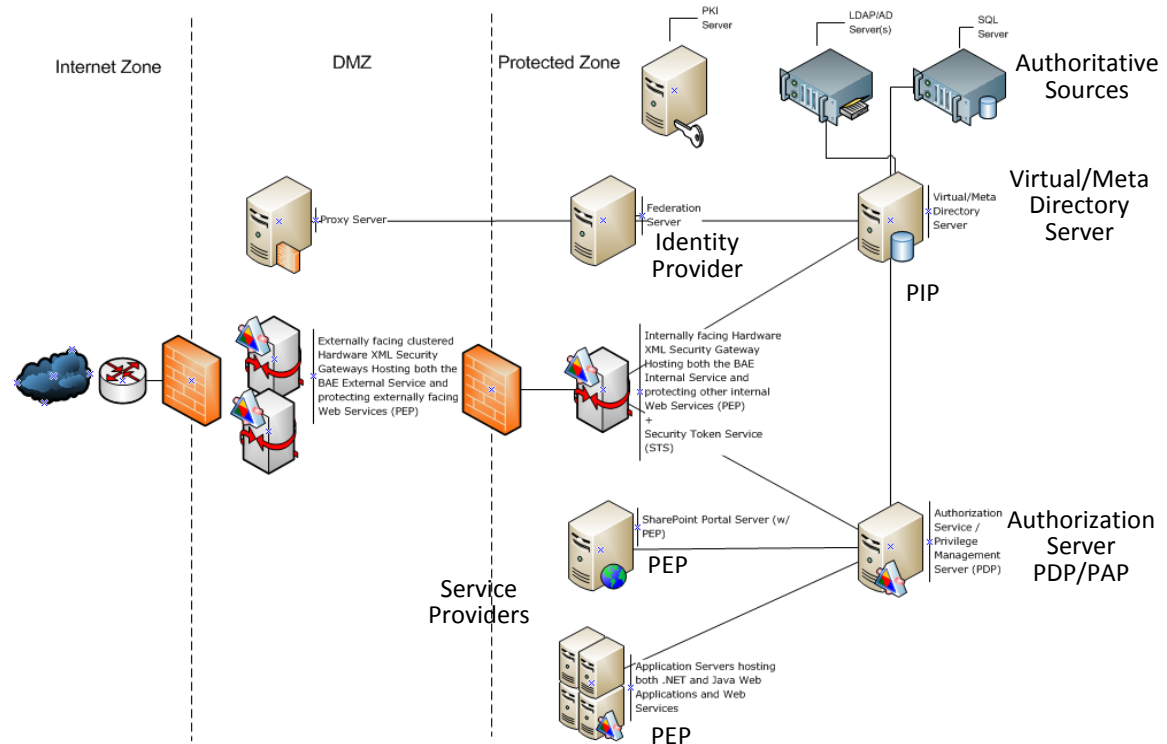 PKI
Server
LDAP/AD
Server(s)
SQL
Server
Internet Zone
DMZ
Protected Zone
Authoritative
Sources
Proxy Server
Federation
Server
Identity
Provider
Virtual/Meta
Directory
Server
Virtual/Meta
Directory
Server
PIP
Externally facing clustered
Hardware XML Security
Gateways Hosting both the
BAE External Service and
protecting externally facing
Web Services (PEP)
Internally facing Hardware
XML Security Gateway
Hosting both the BAE
Internal Service and
protecting other internal
Web Services (PEP)
+
Security Token Service
(STS)
SharePoint Portal Server (w/
PEP)
PEP
Authorization
Service /
Privilege
Management
Server (PDP)
Authorization
Server
PDP/PAP
Service
Providers
Application Servers hosting
both .NET and Java Web
Applications and Web
Services
PEP